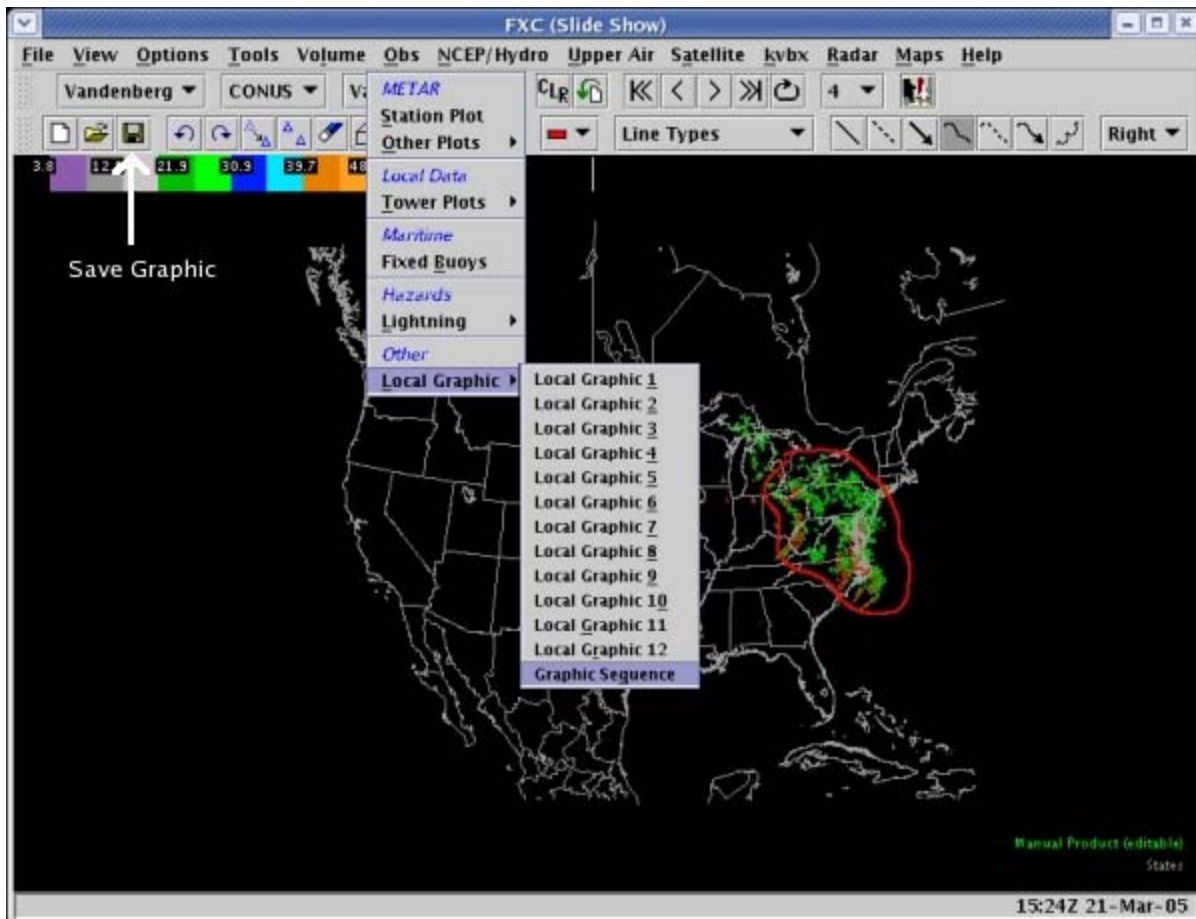 FXC (Slide Show)
File View Options Tools Volume Obs NCEP/Hydro Upper Air Satellite kvbx Radar Maps Help
Vandenberg CONUS CLR 4
Line Types Right
3.8 21.9 30.9 39.7 48
METAR
Station Plot
Other Plots
Local Data
Tower Plots
Maritime
Fixed Buoys
Hazards
Lightning
Other
Local Graphic
Save Graphic
Local Graphic 1
Local Graphic 2
Local Graphic 3
Local Graphic 4
Local Graphic 5
Local Graphic 6
Local Graphic 7
Local Graphic 8
Local Graphic 9
Local Graphic 10
Local Graphic 11
Local Graphic 12
Graphic Sequence
Manual Product (editable)
States
15:24Z 21-Mar-05